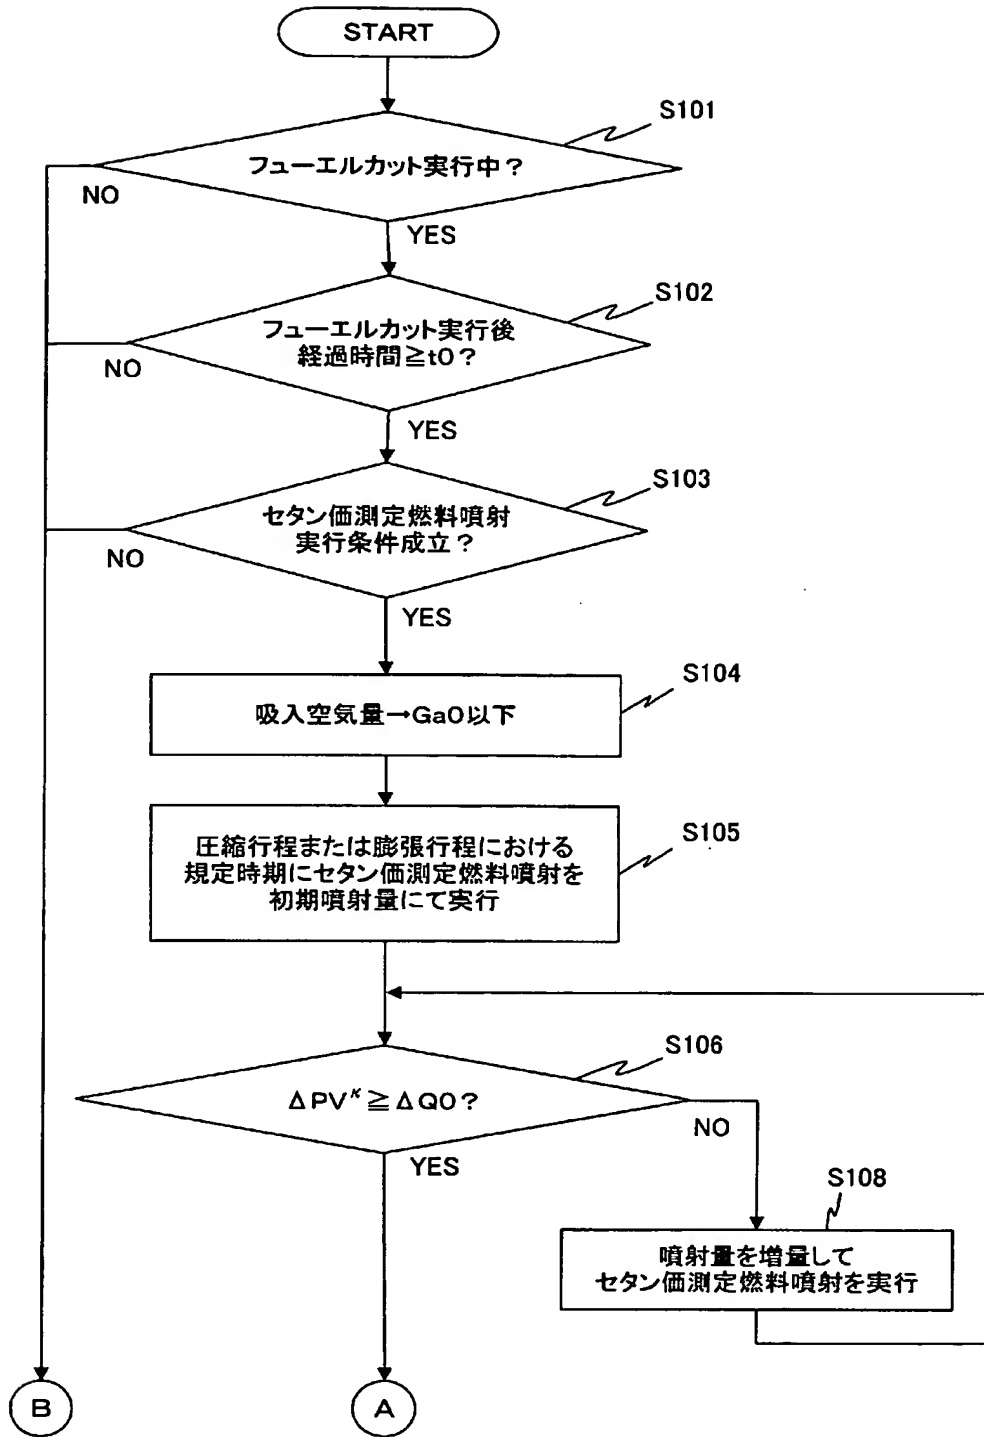 START
S101
フューエルカット実行中?
NO
YES
S102
フューエルカット実行後
経過時間≧t0?
NO
YES
S103
セタン価測定燃料噴射
実行条件成立?
NO
YES
S104
吸入空気量→Ga0以下
S105
圧縮行程または膨張行程における
規定時期にセタン価測定燃料噴射を
初期噴射量にて実行
S106
ΔPV^κ≧ΔQ0?
NO
YES
S108
噴射量を増量して
セタン価測定燃料噴射を実行
B
A